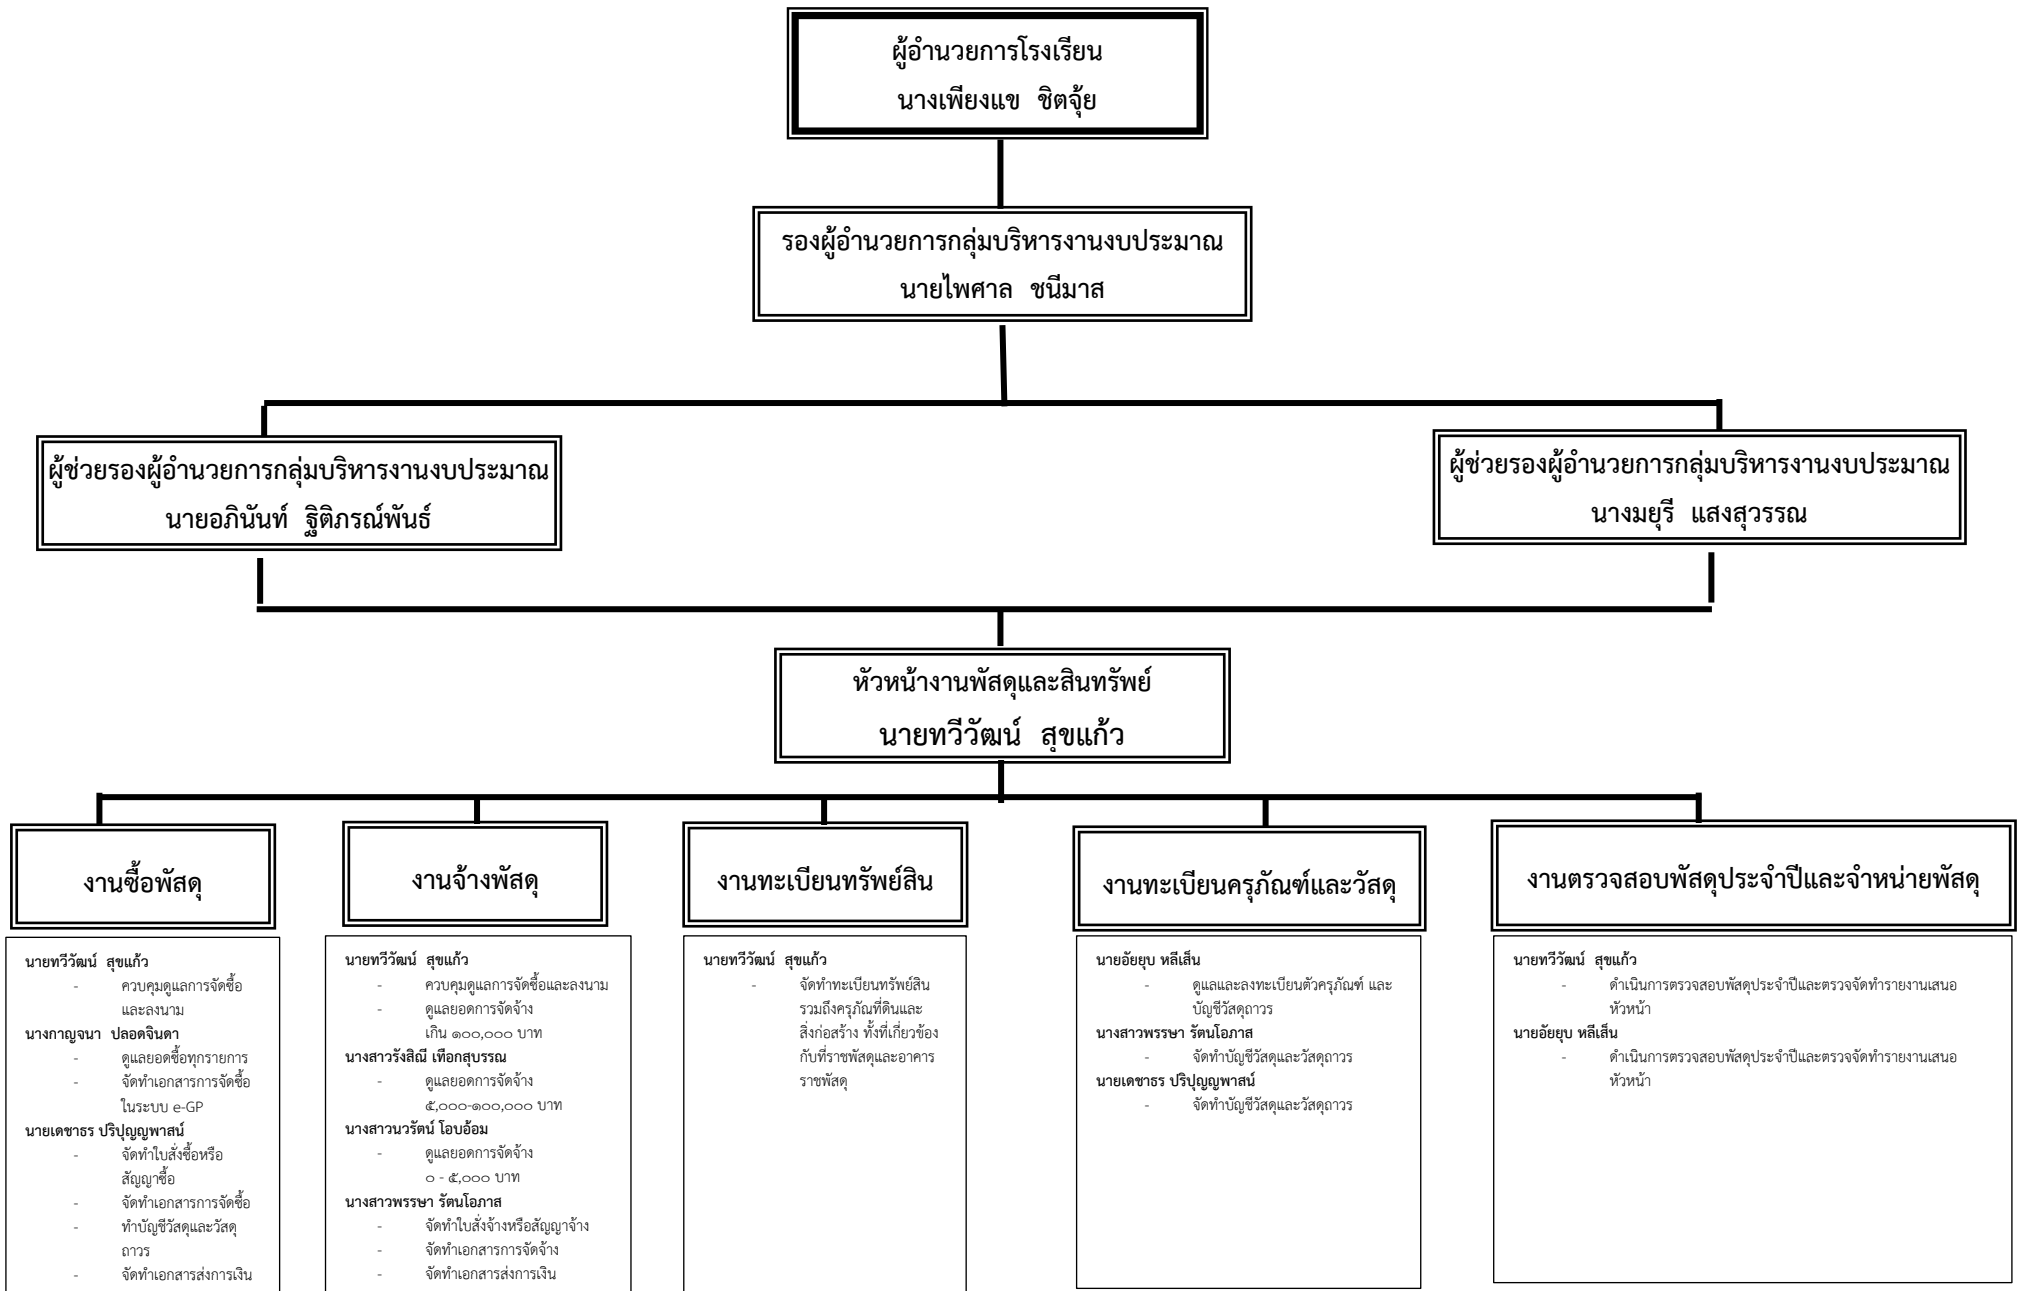 ผู้อำนวยการโรงเรียน
นางเพียงแข  ชิตจุ้ย
รองผู้อำนวยการกลุ่มบริหารงานงบประมาณ
นายไพศาล  ชนีมาส
ผู้ช่วยรองผู้อำนวยการกลุ่มบริหารงานงบประมาณ
นายอภินันท์  ฐิติภรณ์พันธ์
ผู้ช่วยรองผู้อำนวยการกลุ่มบริหารงานงบประมาณ
นางมยุรี  แสงสุวรรณ
หัวหน้างานพัสดุและสินทรัพย์
นายทวีวัฒน์  สุขแก้ว
งานซื้อพัสดุ
นายทวีวัฒน์  สุขแก้ว
- ควบคุมดูแลการจัดซื้อ
และลงนาม
นางกาญจนา  ปลอดจินดา
- ดูแลยอดซื้อทุกรายการ
- จัดทำเอกสารการจัดซื้อ
ในระบบ e-GP
นายเดชาธร ปริปุญญพาสน์
- จัดทำใบสั่งซื้อหรือ
สัญญาซื้อ
- จัดทำเอกสารการจัดซื้อ
- ทำบัญชีวัสดุและวัสดุ
ถาวร
- จัดทำเอกสารส่งการเงิน
งานจ้างพัสดุ
นายทวีวัฒน์  สุขแก้ว
- ควบคุมดูแลการจัดซื้อและลงนาม
- ดูแลยอดการจัดจ้าง
เกิน ๑๐๐,๐๐๐ บาท
นางสาวรังสิณี เทือกสุบรรณ
- ดูแลยอดการจัดจ้าง
๕,๐๐๐-๑๐๐,๐๐๐ บาท
นางสาวนวรัตน์ โอบอ้อม
- ดูแลยอดการจัดจ้าง
๐ - ๕,๐๐๐ บาท
นางสาวพรรษา รัตนโอภาส
- จัดทำใบสั่งจ้างหรือสัญญาจ้าง
- จัดทำเอกสารการจัดจ้าง
- จัดทำเอกสารส่งการเงิน
งานทะเบียนทรัพย์สิน
นายทวีวัฒน์  สุขแก้ว
- จัดทำทะเบียนทรัพย์สิน
รวมถึงครุภัณที่ดินและ
สิ่งก่อสร้าง ทั้งที่เกี่ยวข้อง
กับที่ราชพัสดุและอาคาร
ราชพัสดุ
งานทะเบียนครุภัณฑ์และวัสดุ
นายอัยยุบ หลีเส็น
- ดูแลและลงทะเบียนตัวครุภัณฑ์ และ
บัญชีวัสดุถาวร
นางสาวพรรษา รัตนโอภาส
- จัดทำบัญชีวัสดุและวัสดุถาวร
นายเดชาธร ปริปุญญพาสน์
- จัดทำบัญชีวัสดุและวัสดุถาวร
งานตรวจสอบพัสดุประจำปีและจำหน่ายพัสดุ
นายทวีวัฒน์  สุขแก้ว
- ดำเนินการตรวจสอบพัสดุประจำปีและตรวจจัดทำรายงานเสนอ
หัวหน้า
นายอัยยุบ หลีเส็น
- ดำเนินการตรวจสอบพัสดุประจำปีและตรวจจัดทำรายงานเสนอ
หัวหน้า